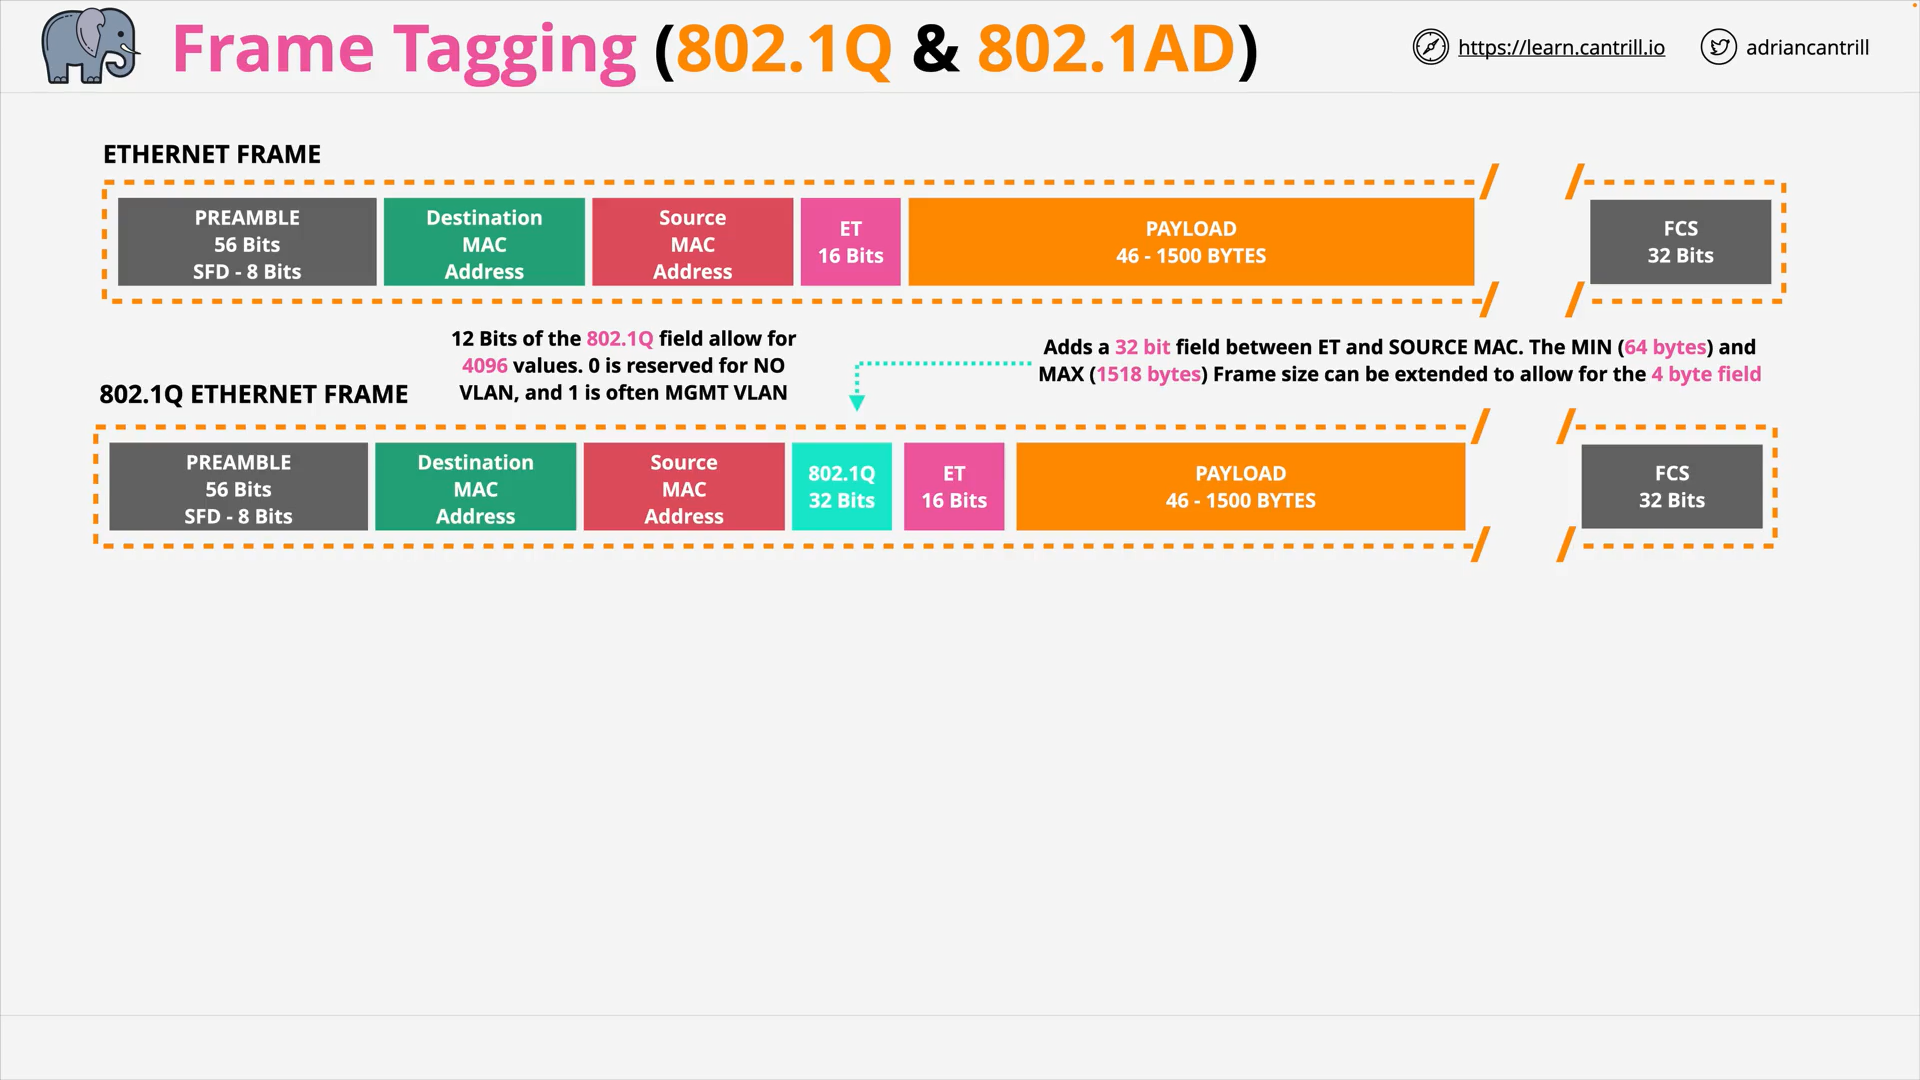 Frame Tagging (802.1Q & 802.1AD)
https://learn.cantrill.io
adriancantrill
ETHERNET FRAME
PREAMBLE
56 Bits
SFD - 8 Bits
Destination
MAC
Address
Source
MAC
Address
ET
16 Bits
PAYLOAD
46 - 1500 BYTES
FCS
32 Bits
12 Bits of the 802.1Q field allow for
4096 values. 0 is reserved for NO
VLAN, and 1 is often MGMT VLAN
Adds a 32 bit field between ET and SOURCE MAC. The MIN (64 bytes) and
MAX (1518 bytes) Frame size can be extended to allow for the 4 byte field
802.1Q ETHERNET FRAME
PREAMBLE
56 Bits
SFD - 8 Bits
Destination
MAC
Address
Source
MAC
Address
802.1Q
32 Bits
ET
16 Bits
PAYLOAD
46 - 1500 BYTES
FCS
32 Bits